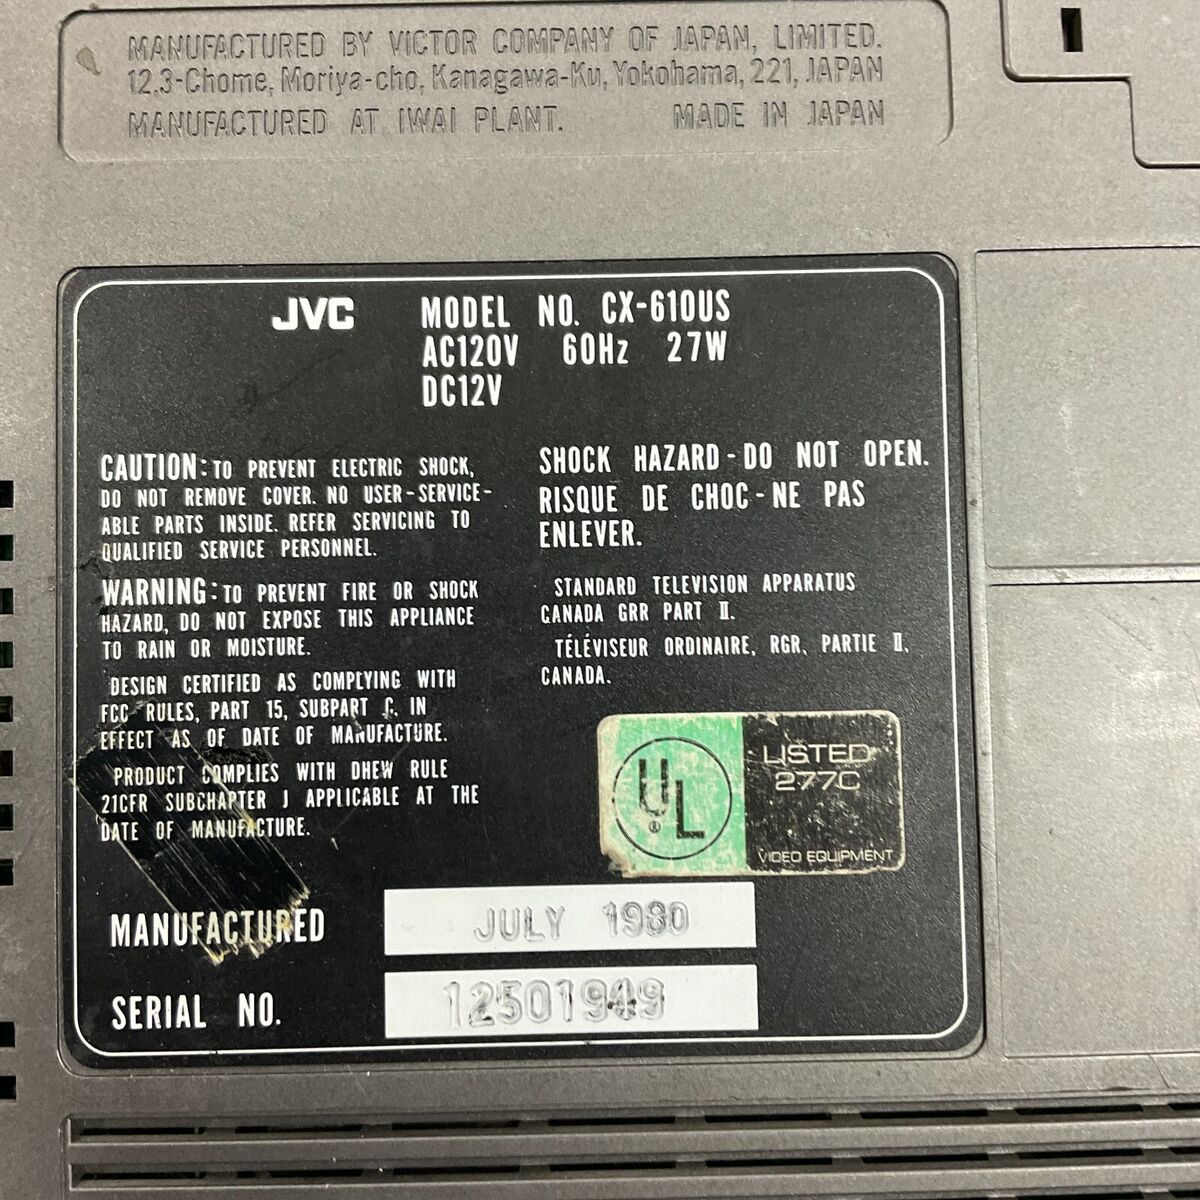 MANUFACTURED BY VICTOR COMPANY OF JAPAN, LIMITED.
12,3-Chome, Moriya-cho, Kanagawa-Ku, Yokohama, 221, JAPAN
MANUFACTURED AT IWAI PLANT. MADE IN JAPAN
JVC
MODEL NO. CX-610US
AC120V 60Hz 27W
DC12V
CAUTION: TO PREVENT ELECTRIC SHOCK,
DO NOT REMOVE COVER. NO USER-SERVICE-
ABLE PARTS INSIDE. REFER SERVICING TO
QUALIFIED SERVICE PERSONNEL.
WARNING: TO PREVENT FIRE OR SHOCK
HAZARD, DO NOT EXPOSE THIS APPLIANCE
TO RAIN OR MOISTURE.
DESIGN CERTIFIED AS COMPLYING WITH
FCC RULES, PART 15, SUBPART C, IN
EFFECT AS OF DATE OF MANUFACTURE.
PRODUCT COMPLIES WITH DHEW RULE
21CFR SUBCHAPTER J APPLICABLE AT THE
DATE OF MANUFACTURE.
SHOCK HAZARD-DO NOT OPEN.
RISQUE DE CHOC-NE PAS
ENLEVER.
STANDARD TELEVISION APPARATUS
CANADA GRR PART II.
TÉLÉVISEUR ORDINAIRE, RGR, PARTIE II,
CANADA.
UL®
LISTED
277C
VIDEO EQUIPMENT
MANUFACTURED JULY 1980
SERIAL NO. 12501949